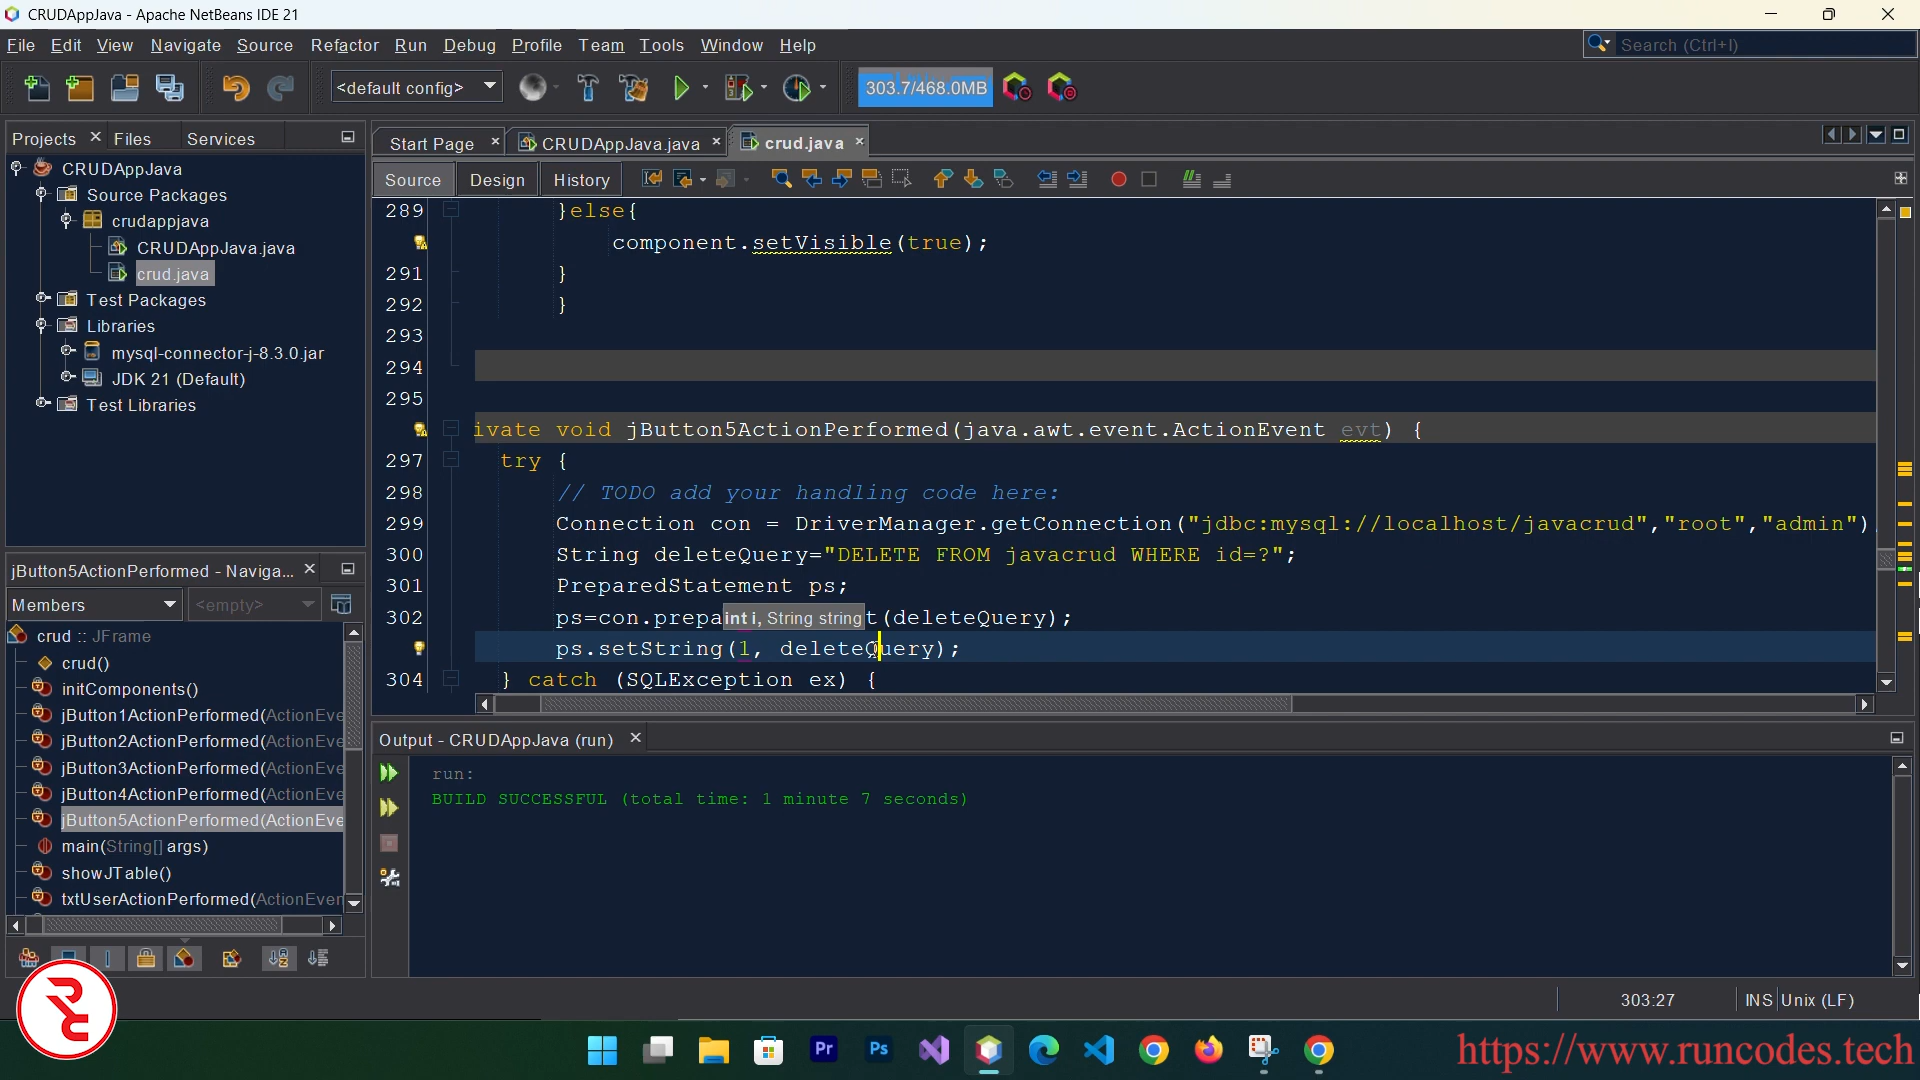 CRUDAppJava - Apache NetBeans IDE 21
File Edit View Navigate Source Refactor Run Debug Profile Team Tools Window Help
Search (Ctrl+I)
<default config>
303.7/468.0MB
Projects
Files
Services
CRUDAppJava
Source Packages
crudappjava
CRUDAppJava.java
crud.java
Test Packages
Libraries
mysql-connector-j-8.3.0.jar
JDK 21 (Default)
Test Libraries
jButton5ActionPerformed - Naviga...
Members
<empty>
crud :: JFrame
crud()
initComponents()
jButton1ActionPerformed(ActionEve
jButton2ActionPerformed(ActionEve
jButton3ActionPerformed(ActionEve
jButton4ActionPerformed(ActionEve
jButton5ActionPerformed(ActionEve
main(String[] args)
showJTable()
txtUserActionPerformed(ActionEver
Start Page
CRUDAppJava.java
crud.java
Source
Design
History
289 }else{
component.setVisible(true);
291 }
292 }
293
294
295
ivate void jButton5ActionPerformed(java.awt.event.ActionEvent evt) {
297 try {
298 // TODO add your handling code here:
299 Connection con = DriverManager.getConnection("jdbc:mysql://localhost/javacrud","root","admin")
300 String deleteQuery="DELETE FROM javacrud WHERE id=?";
301 PreparedStatement ps;
302 ps=con.prepa
int i, String string
t(deleteQuery);
ps.setString(1, deleteQuery);
304 } catch (SQLException ex) {
Output - CRUDAppJava (run)
run:
BUILD SUCCESSFUL (total time: 1 minute 7 seconds)
303:27
INS
Unix (LF)
Pr
Ps
https://www.runcodes.tech